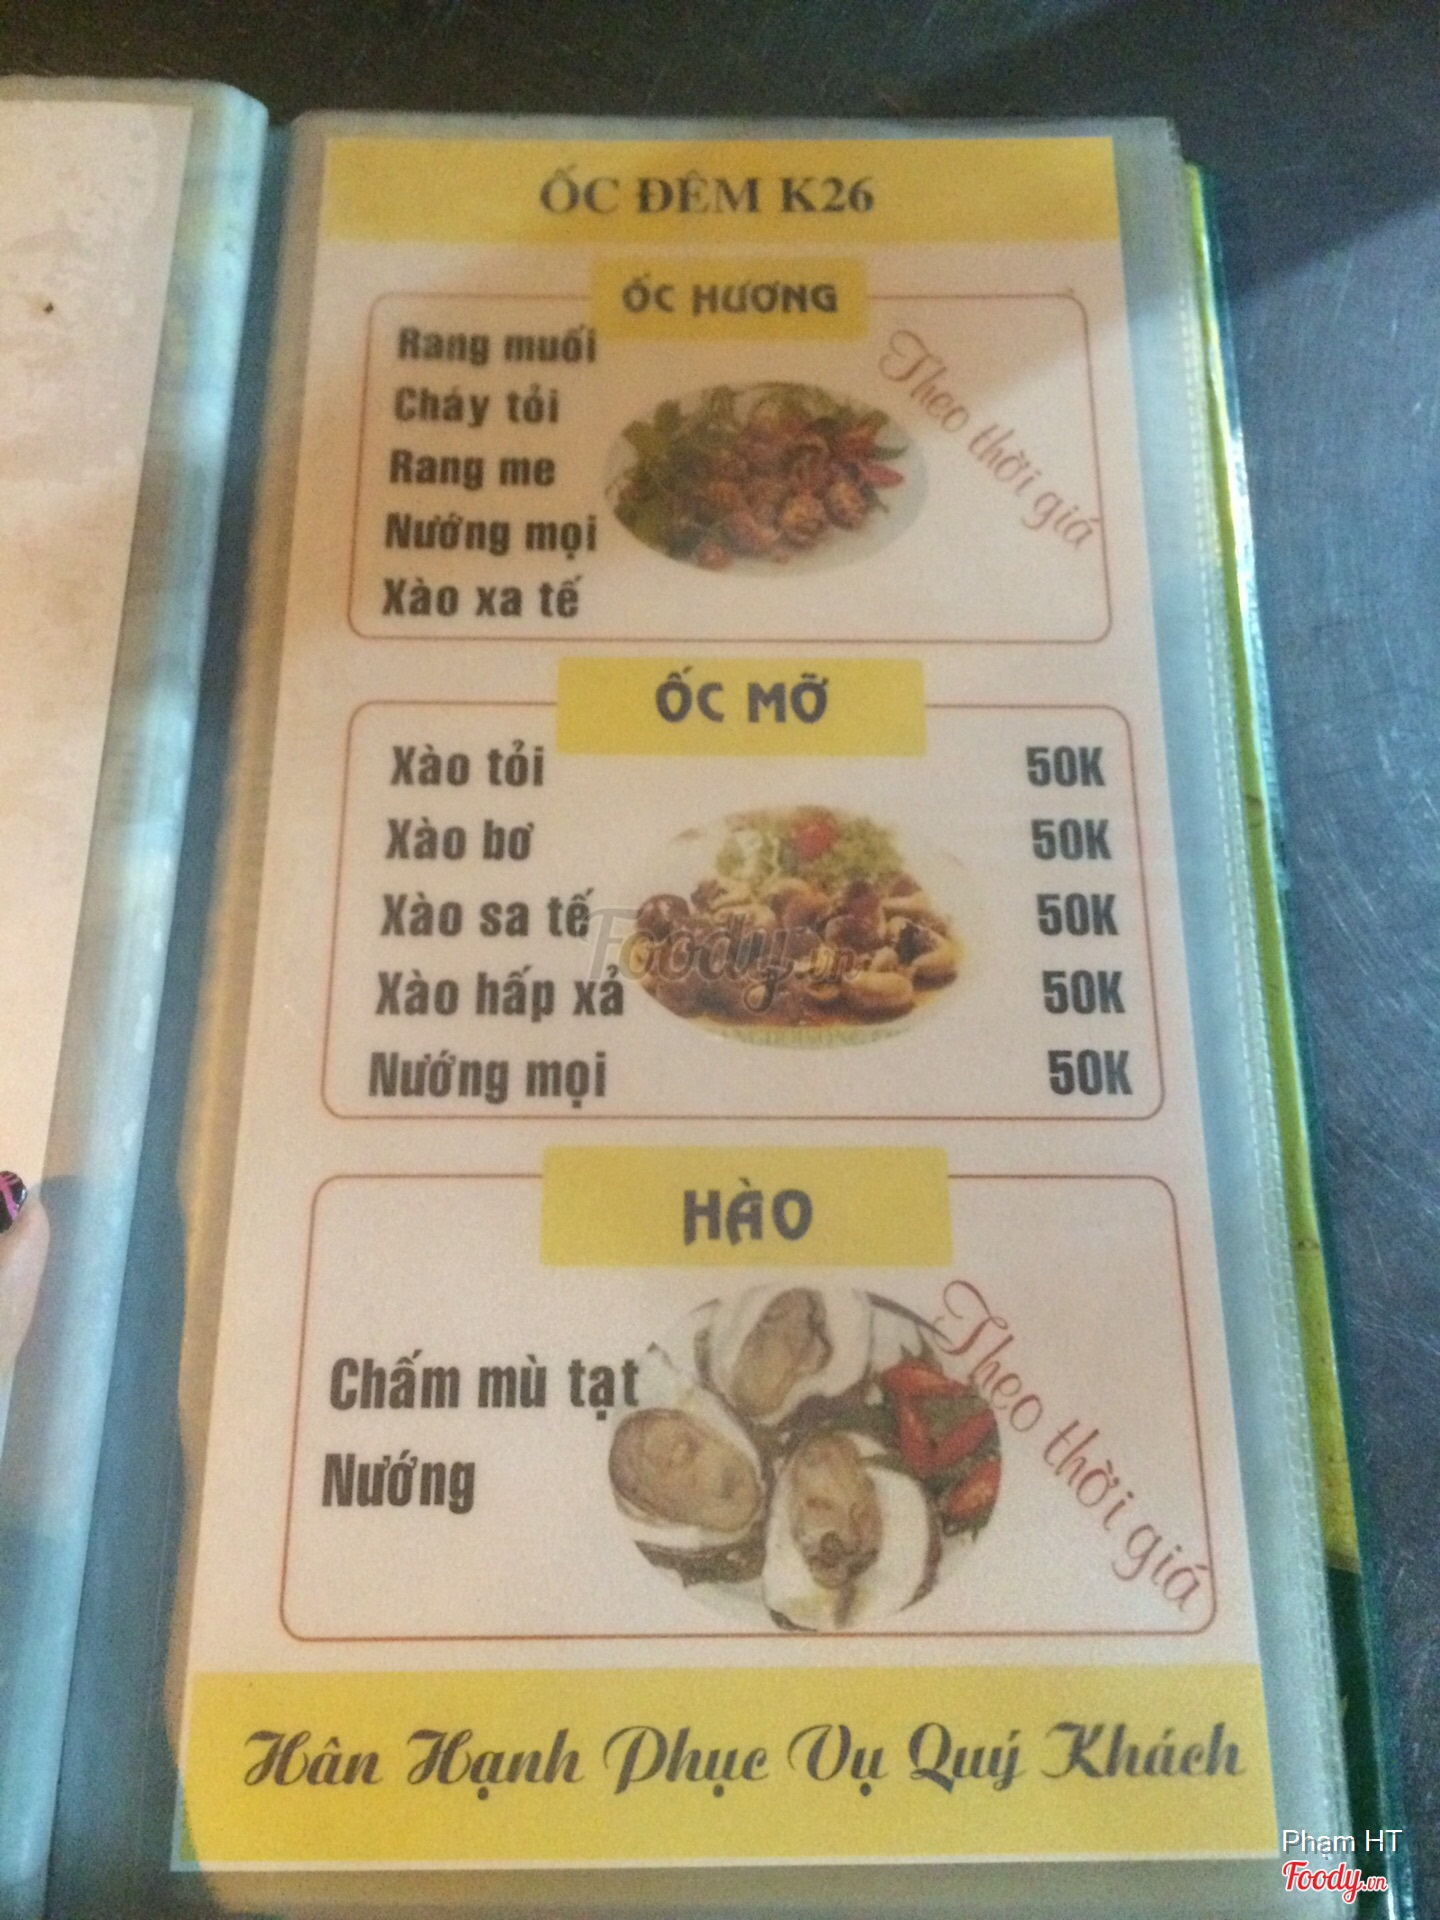 ỐC ĐÊM K26
ỐC HƯƠNG
Rang muối
Cháy tỏi
Rang me
Nướng mọi
Xào xa tế
Theo thời giá
ỐC MỠ
Xào tỏi 50K
Xào bơ 50K
Xào sa tế 50K
Xào hấp xả 50K
Nướng mọi 50K
Foody.vn
HÀO
Chấm mù tạt
Nướng
Theo thời giá
Hân Hạnh Phục Vụ Quý Khách
Phạm HT
Foody.vn